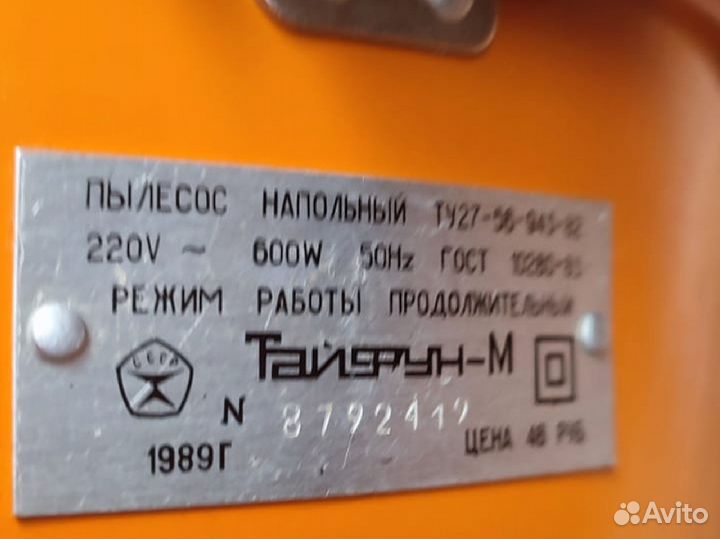 ПЫЛЕСОС НАПОЛЬНЫЙ ТУ27-56-945-82
220V ~ 600W 50Hz ГОСТ 10280-83
РЕЖИМ РАБОТЫ ПРОДОЛЖИТЕЛЬНЫЙ
Тайфун-М
N 8792419
1989Г ЦЕНА 48 РУБ
Avito